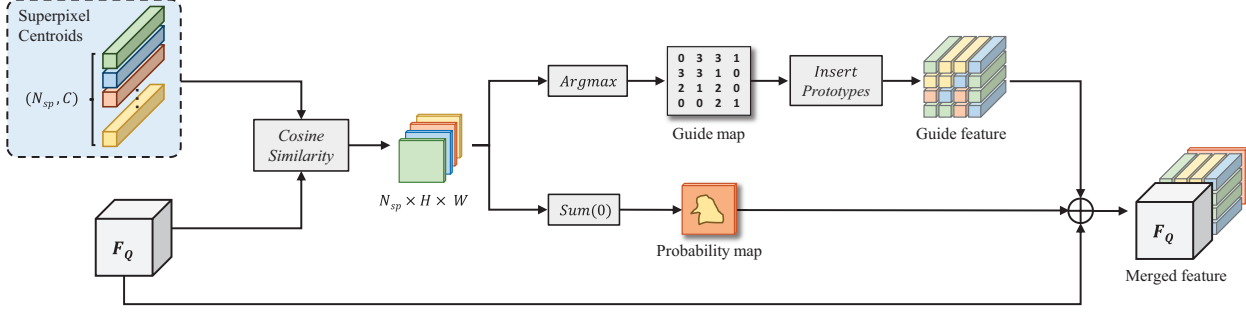 Superpixel
Centroids
(N_sp, C)
F_Q
Cosine
Similarity
N_sp × H × W
Argmax
0 3 3 1
3 3 1 0
2 1 2 0
0 0 2 1
Guide map
Insert
Prototypes
Guide feature
Sum(0)
Probability map
F_Q
Merged feature